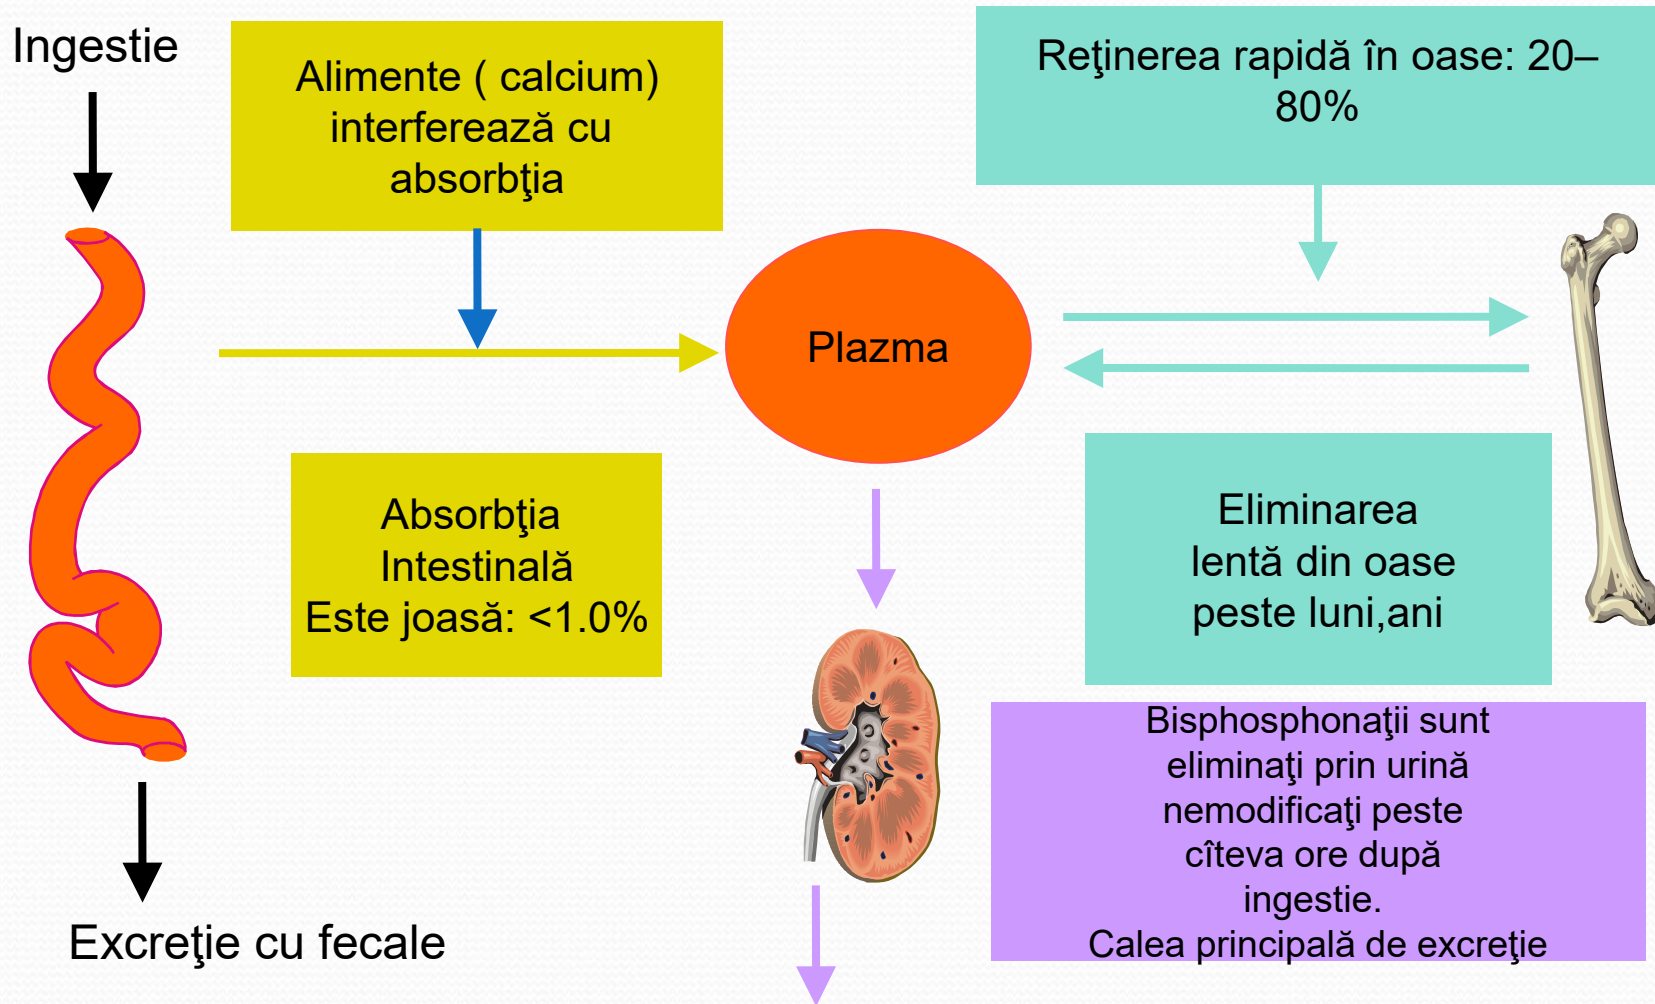 Ingestie
Alimente ( calcium)
interferează cu
absorbţia
Reţinerea rapidă în oase: 20–
80%
Plazma
Absorbţia
Intestinală
Este joasă: <1.0%
Eliminarea
lentă din oase
peste luni,ani
Bisphosphonaţii sunt
eliminaţi prin urină
nemodificaţi peste
cîteva ore după
ingestie.
Calea principală de excreţie
Excreţie cu fecale